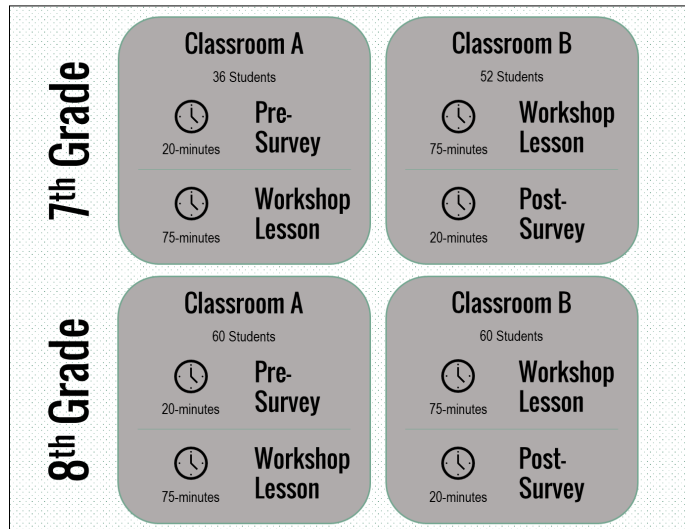 7th Grade
Classroom A
36 Students
20-minutes
Pre-
Survey
75-minutes
Workshop
Lesson
Classroom B
52 Students
75-minutes
Workshop
Lesson
20-minutes
Post-
Survey
8th Grade
Classroom A
60 Students
20-minutes
Pre-
Survey
75-minutes
Workshop
Lesson
Classroom B
60 Students
75-minutes
Workshop
Lesson
20-minutes
Post-
Survey